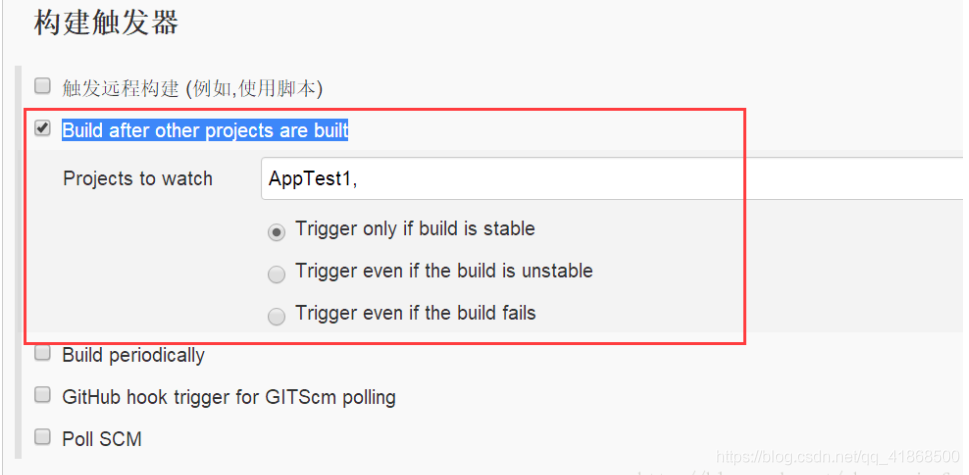 构建触发器
触发远程构建 (例如,使用脚本)
Build after other projects are built
Projects to watch AppTest1,
Trigger only if build is stable
Trigger even if the build is unstable
Trigger even if the build fails
Build periodically
GitHub hook trigger for GITScm polling
Poll SCM
https://blog.csdn.net/qq_41868500